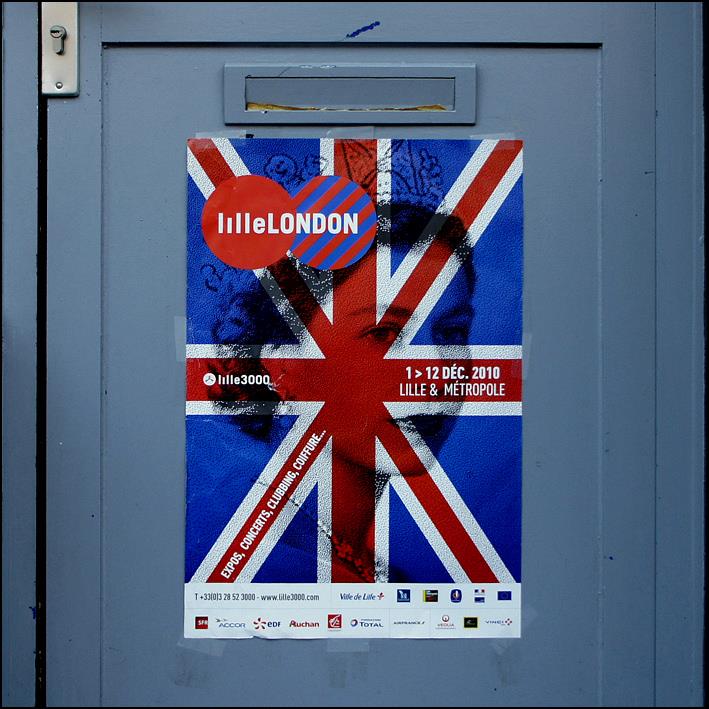 lilleLONDON
lille3000
1 > 12 DÉC. 2010
LILLE & MÉTROPOLE
EXPOS, CONCERTS, CLUBBING, COIFFURE...
T +33(0)3 28 52 3000 - www.lille3000.com
Ville de Lille
SFR ACCOR eDF Auchan TOTAL AIRFRANCE VEOLIA VINCI